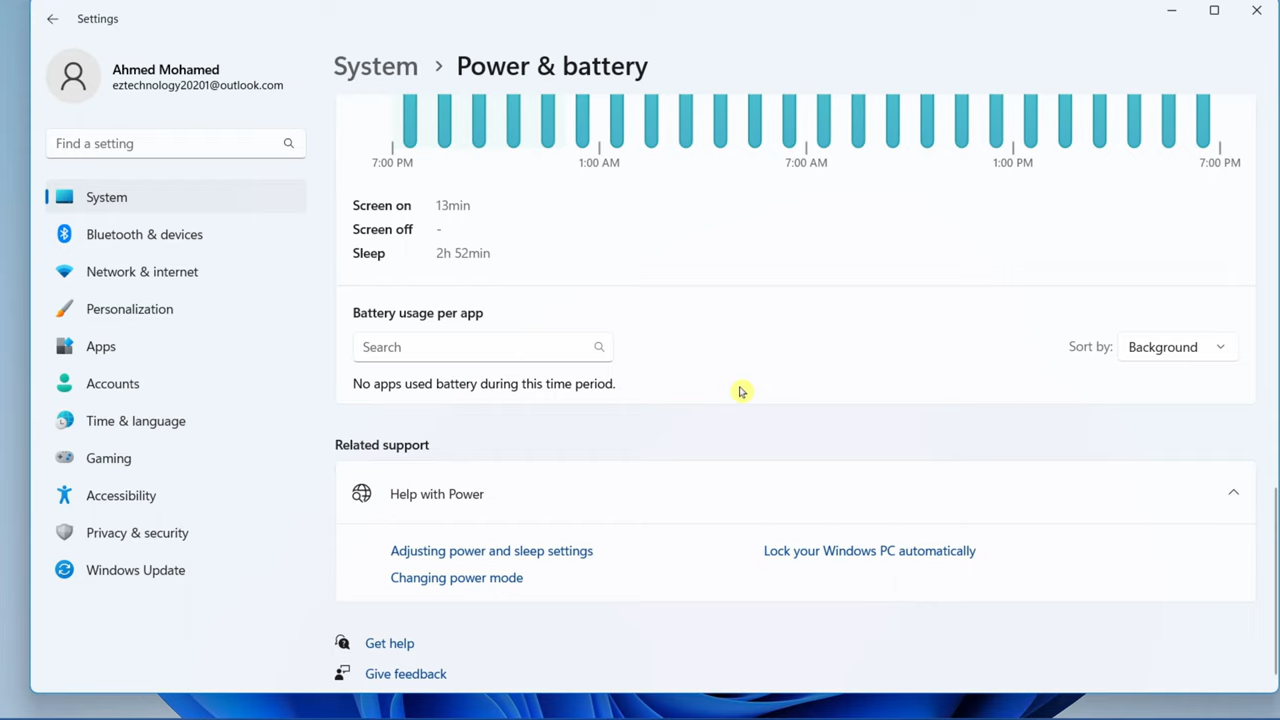 Settings
Ahmed Mohamed
eztechnology20201@outlook.com
Find a setting
System
Bluetooth & devices
Network & internet
Personalization
Apps
Accounts
Time & language
Gaming
Accessibility
Privacy & security
Windows Update
System > Power & battery
7:00 PM 1:00 AM 7:00 AM 1:00 PM 7:00 PM
Screen on 13min
Screen off -
Sleep 2h 52min
Battery usage per app
Search
Sort by: Background
No apps used battery during this time period.
Related support
Help with Power
Adjusting power and sleep settings
Lock your Windows PC automatically
Changing power mode
Get help
Give feedback